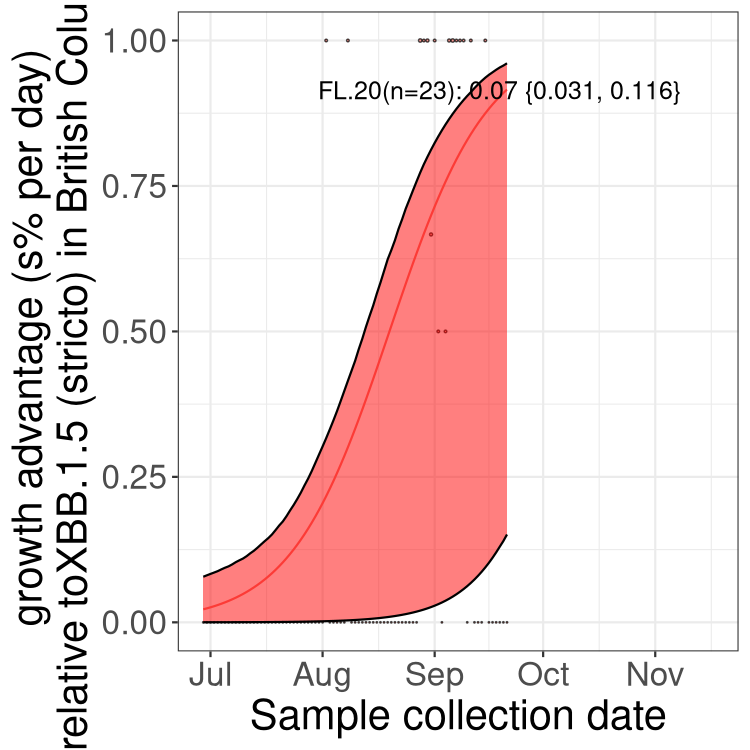 growth advantage (s% per day)
relative toXBB.1.5 (stricto) in British Colu
1.00
0.75
0.50
0.25
0.00
FL.20(n=23): 0.07 {0.031, 0.116}
Jul Aug Sep Oct Nov
Sample collection date